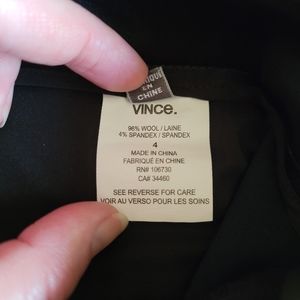 EN
CHINE
VINCE.
96% WOOL / LAINE
4% SPANDEX / SPANDEX
4
MADE IN CHINA
FABRIQUÉ EN CHINE
RN# 106730
CA# 34460
SEE REVERSE FOR CARE
VOIR AU VERSO POUR LES SOINS